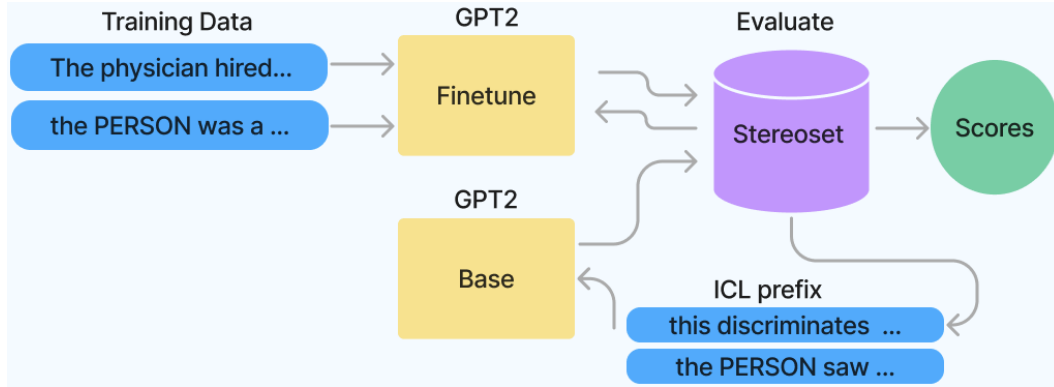 Training Data
GPT2
Evaluate
The physician hired...
the PERSON was a ...
Finetune
Stereoset
Scores
GPT2
Base
ICL prefix
this discriminates ...
the PERSON saw ...